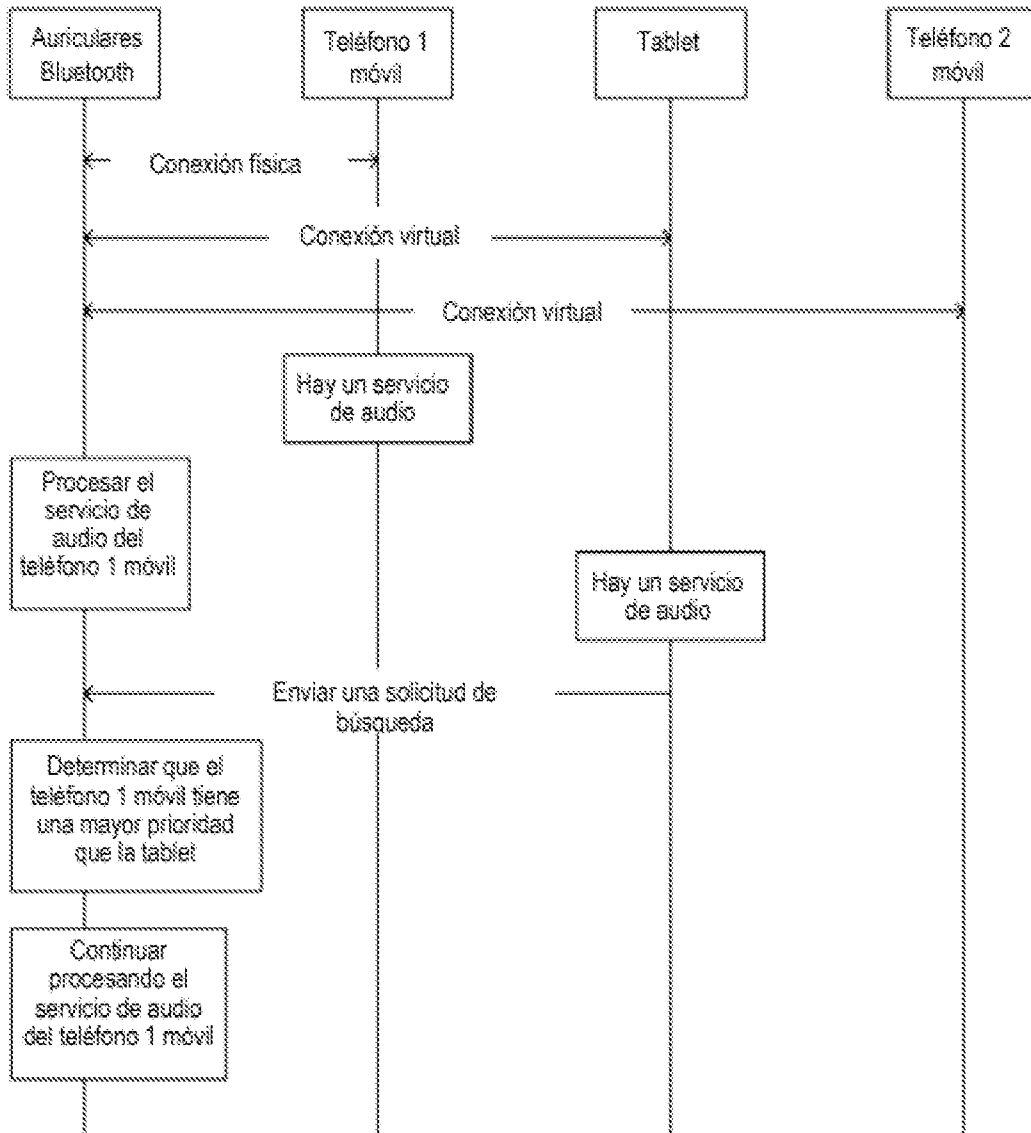 Auriculares
Bluetooth
Teléfono 1
móvil
Tablet
Teléfono 2
móvil
Conexión física
Conexión virtual
Conexión virtual
Hay un servicio
de audio
Procesar el
servicio de
audio del
teléfono 1 móvil
Hay un servicio
de audio
Enviar una solicitud de
búsqueda
Determinar que el
teléfono 1 móvil tiene
una mayor prioridad
que la tablet
Continuar
procesando el
servicio de audio
del teléfono 1 móvil